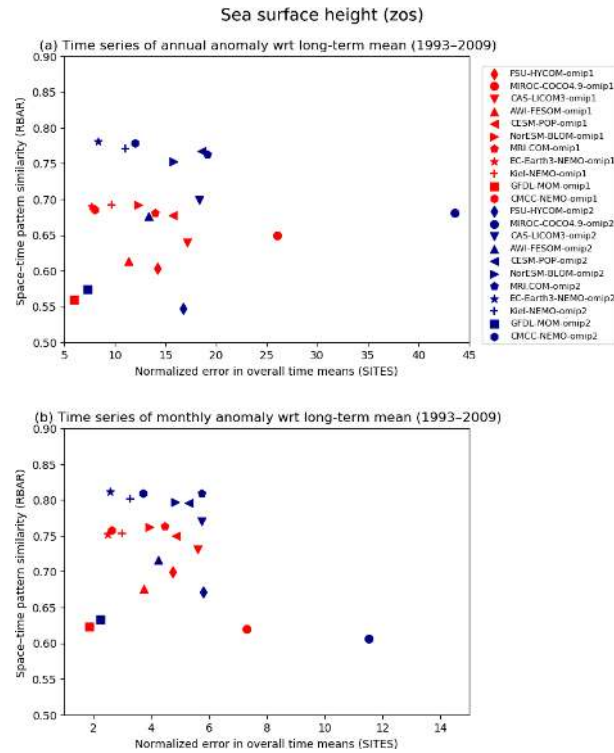 Sea surface height (zos)
(a) Time series of annual anomaly wrt long-term mean (1993–2009)
Space–time pattern similarity (RBAR)
0.90
0.85
0.80
0.75
0.70
0.65
0.60
0.55
0.50
5
10
15
20
25
30
35
40
45
Normalized error in overall time means (SITES)
FSU-HYCOM-omip1
MIROC-COCO4.9-omip1
CAS-LICOM3-omip1
AWI-FESOM-omip1
CESM-POP-omip1
NorESM-BLOM-omip1
MRI.COM-omip1
EC-Earth3-NEMO-omip1
Kiel-NEMO-omip1
GFDL-MOM-omip1
CMCC-NEMO-omip1
FSU-HYCOM-omip2
MIROC-COCO4.9-omip2
CAS-LICOM3-omip2
AWI-FESOM-omip2
CESM-POP-omip2
NorESM-BLOM-omip2
MRI.COM-omip2
EC-Earth3-NEMO-omip2
Kiel-NEMO-omip2
GFDL-MOM-omip2
CMCC-NEMO-omip2
(b) Time series of monthly anomaly wrt long-term mean (1993–2009)
Space–time pattern similarity (RBAR)
0.90
0.85
0.80
0.75
0.70
0.65
0.60
0.55
0.50
2
4
6
8
10
12
14
Normalized error in overall time means (SITES)